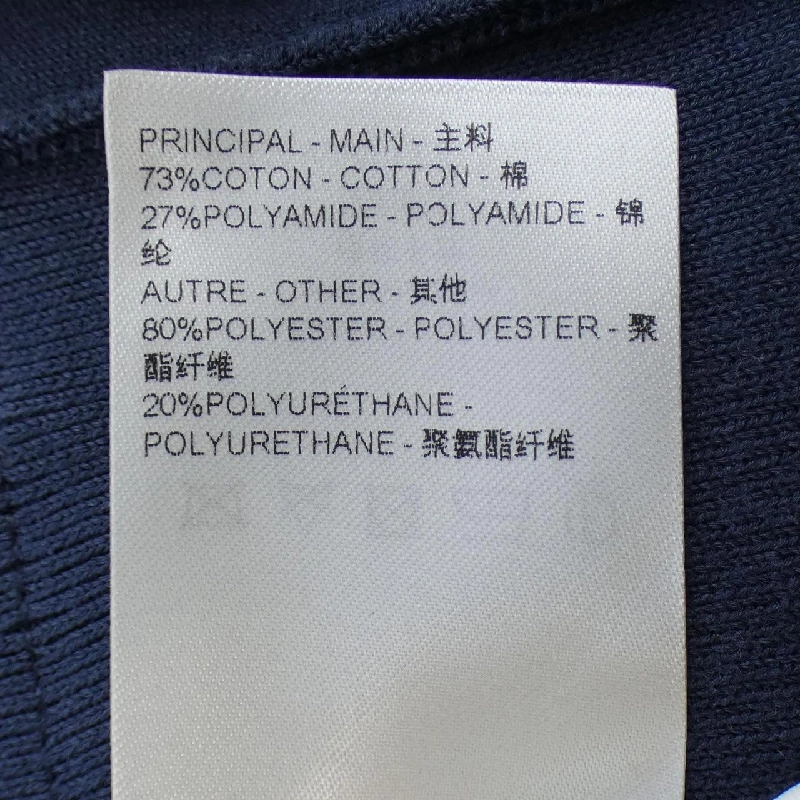 PRINCIPAL - MAIN - 主料
73%COTON - COTTON - 棉
27%POLYAMIDE - POLYAMIDE - 锦
纶
AUTRE - OTHER - 其他
80%POLYESTER - POLYESTER - 聚
酯纤维
20%POLYURÉTHANE -
POLYURETHANE - 聚氨酯纤维